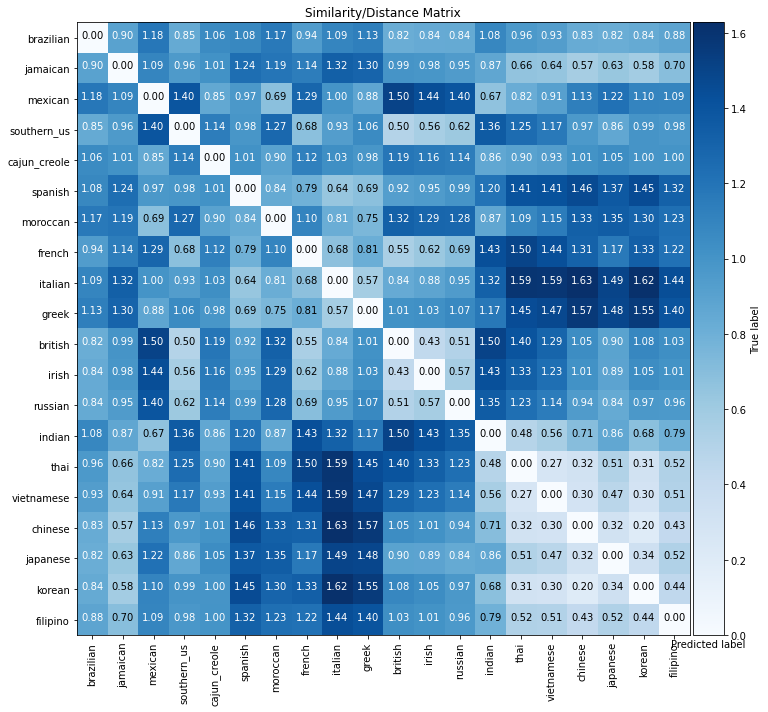 Similarity/Distance Matrix
brazilian 0.00 0.90 1.18 0.85 1.06 1.08 1.17 0.94 1.09 1.13 0.82 0.84 0.84 1.08 0.96 0.93 0.83 0.82 0.84 0.88
jamaican 0.90 0.00 1.09 0.96 1.01 1.24 1.19 1.14 1.32 1.30 0.99 0.98 0.95 0.87 0.66 0.64 0.57 0.63 0.58 0.70
mexican 1.18 1.09 0.00 1.40 0.85 0.97 0.69 1.29 1.00 0.88 1.50 1.44 1.40 0.67 0.82 0.91 1.13 1.22 1.10 1.09
southern_us 0.85 0.96 1.40 0.00 1.14 0.98 1.27 0.68 0.93 1.06 0.50 0.56 0.62 1.36 1.25 1.17 0.97 0.86 0.99 0.98
cajun_creole 1.06 1.01 0.85 1.14 0.00 1.01 0.90 1.12 1.03 0.98 1.19 1.16 1.14 0.86 0.90 0.93 1.01 1.05 1.00 1.00
spanish 1.08 1.24 0.97 0.98 1.01 0.00 0.84 0.79 0.64 0.69 0.92 0.95 0.99 1.20 1.41 1.41 1.46 1.37 1.45 1.32
moroccan 1.17 1.19 0.69 1.27 0.90 0.84 0.00 1.10 0.81 0.75 1.32 1.29 1.28 0.87 1.09 1.15 1.33 1.35 1.30 1.23
french 0.94 1.14 1.29 0.68 1.12 0.79 1.10 0.00 0.68 0.81 0.55 0.62 0.69 1.43 1.50 1.44 1.31 1.17 1.33 1.22
italian 1.09 1.32 1.00 0.93 1.03 0.64 0.81 0.68 0.00 0.57 0.84 0.88 0.95 1.32 1.59 1.59 1.63 1.49 1.62 1.44
greek 1.13 1.30 0.88 1.06 0.98 0.69 0.75 0.81 0.57 0.00 1.01 1.03 1.07 1.17 1.45 1.47 1.57 1.48 1.55 1.40
british 0.82 0.99 1.50 0.50 1.19 0.92 1.32 0.55 0.84 1.01 0.00 0.43 0.51 1.50 1.40 1.29 1.05 0.90 1.08 1.03
irish 0.84 0.98 1.44 0.56 1.16 0.95 1.29 0.62 0.88 1.03 0.43 0.00 0.57 1.43 1.33 1.23 1.01 0.89 1.05 1.01
russian 0.84 0.95 1.40 0.62 1.14 0.99 1.28 0.69 0.95 1.07 0.51 0.57 0.00 1.35 1.23 1.14 0.94 0.84 0.97 0.96
indian 1.08 0.87 0.67 1.36 0.86 1.20 0.87 1.43 1.32 1.17 1.50 1.43 1.35 0.00 0.48 0.56 0.71 0.86 0.68 0.79
thai 0.96 0.66 0.82 1.25 0.90 1.41 1.09 1.50 1.59 1.45 1.40 1.33 1.23 0.48 0.00 0.27 0.32 0.51 0.31 0.52
vietnamese 0.93 0.64 0.91 1.17 0.93 1.41 1.15 1.44 1.59 1.47 1.29 1.23 1.14 0.56 0.27 0.00 0.30 0.47 0.30 0.51
chinese 0.83 0.57 1.13 0.97 1.01 1.46 1.33 1.31 1.63 1.57 1.05 1.01 0.94 0.71 0.32 0.30 0.00 0.32 0.20 0.43
japanese 0.82 0.63 1.22 0.86 1.05 1.37 1.35 1.17 1.49 1.48 0.90 0.89 0.84 0.86 0.51 0.47 0.32 0.00 0.34 0.52
korean 0.84 0.58 1.10 0.99 1.00 1.45 1.30 1.33 1.62 1.55 1.08 1.05 0.97 0.68 0.31 0.30 0.20 0.34 0.00 0.44
filipino 0.88 0.70 1.09 0.98 1.00 1.32 1.23 1.22 1.44 1.40 1.03 1.01 0.96 0.79 0.52 0.51 0.43 0.52 0.44 0.00
brazilian jamaican mexican southern_us cajun_creole spanish moroccan french italian greek british irish russian indian thai vietnamese chinese japanese korean filipino
1.6
1.4
1.2
1.0
0.8
0.6
0.4
0.2
0.0
True label
Predicted label